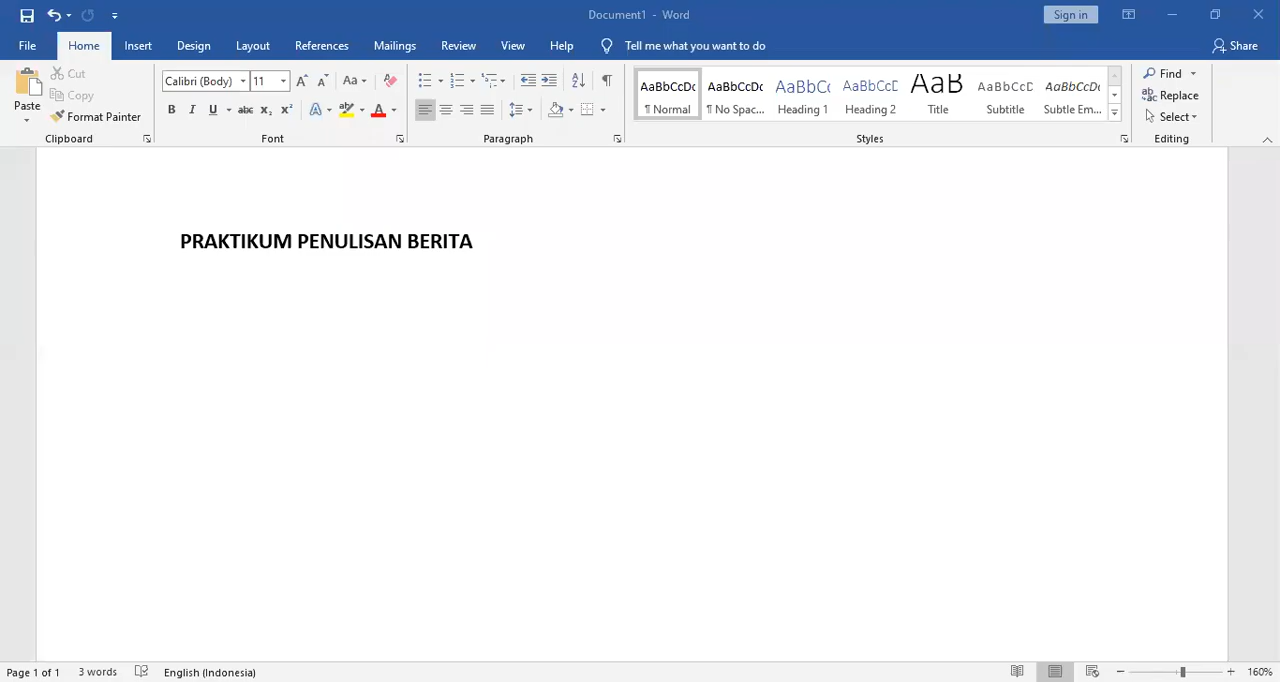 Document1 - Word
Sign in
File Home Insert Design Layout References Mailings Review View Help Tell me what you want to do Share
Paste
Cut
Copy
Format Painter
Clipboard
Calibri (Body) 11
Font
Paragraph
AaBbCcDc AaBbCcDc AaBbC AaBbCcD AaB AaBbCcD AaBbCcDc
¶ Normal ¶ No Spac... Heading 1 Heading 2 Title Subtitle Subtle Em...
Styles
Find
Replace
Select
Editing
PRAKTIKUM PENULISAN BERITA
Page 1 of 1 3 words English (Indonesia) 160%